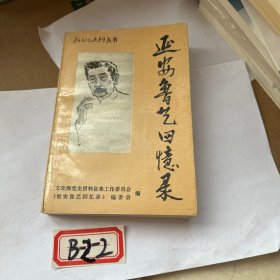 新文化史料丛书
延安鲁艺回憶录
文化部党史资料征集工作委员会
《延安鲁艺回忆录》编委会
编
B22